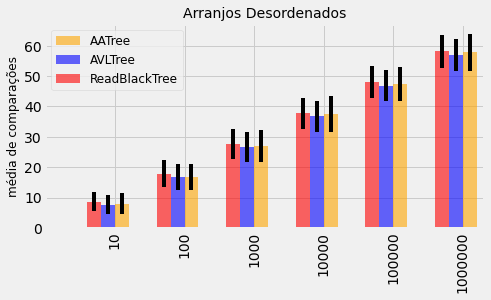 Arranjos Desordenados
AATree
AVLTree
ReadBlackTree
média de comparações
60
50
40
30
20
10
0
10
100
1000
10000
100000
1000000